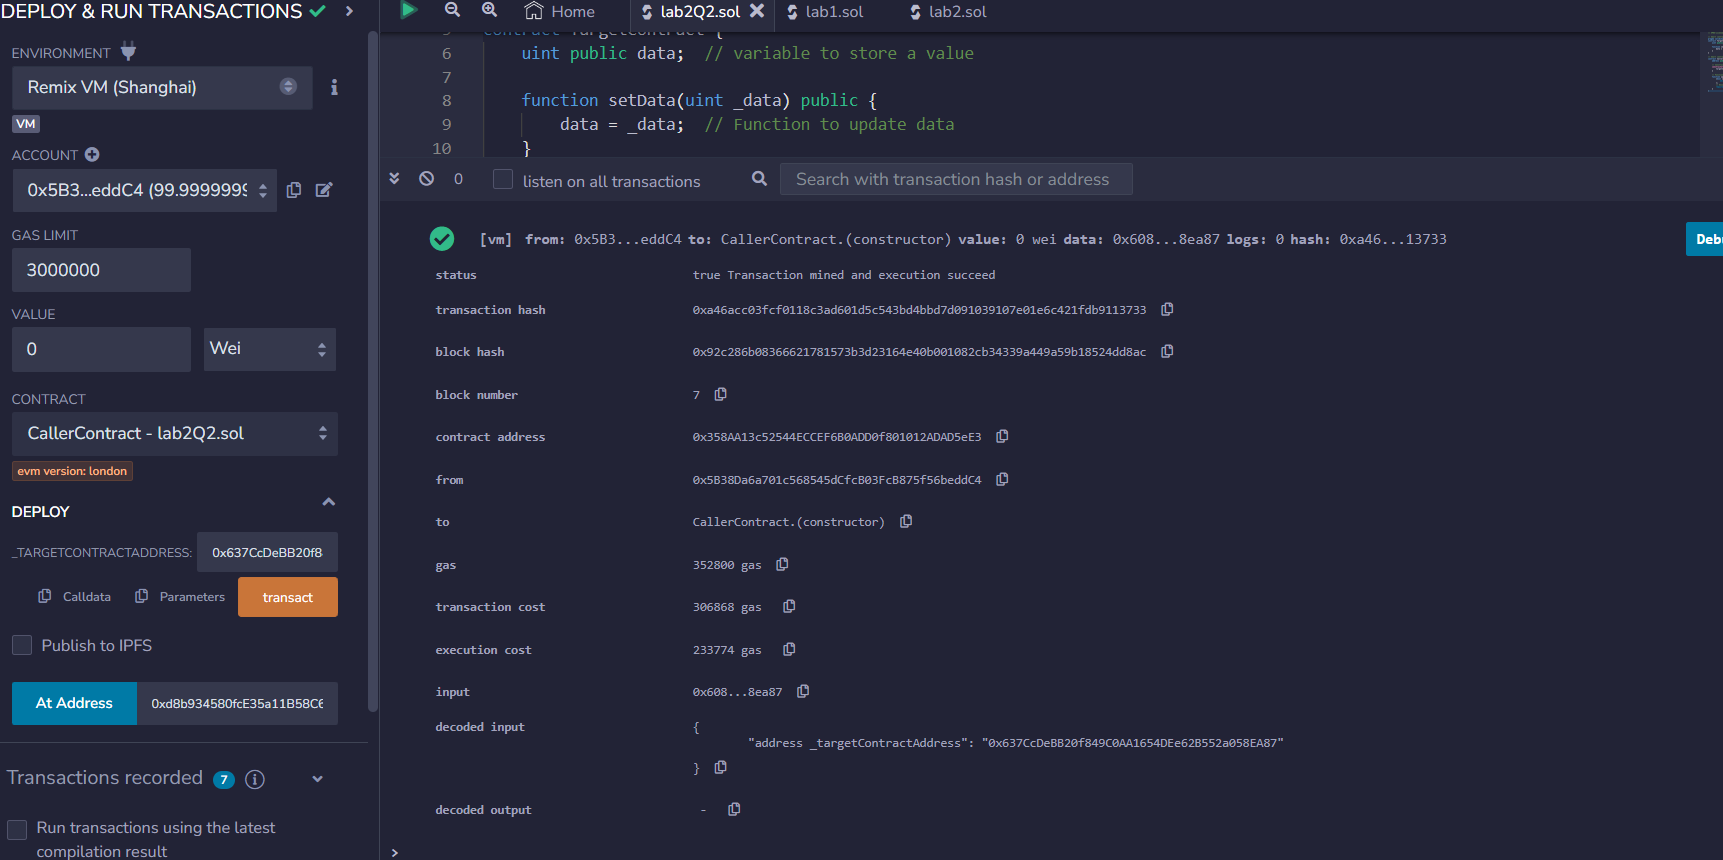 DEPLOY & RUN TRANSACTIONS
ENVIRONMENT
Remix VM (Shanghai)
VM
ACCOUNT
0x5B3...eddC4 (99.9999999
GAS LIMIT
3000000
VALUE
0
Wei
CONTRACT
CallerContract - lab2Q2.sol
evm version: london
DEPLOY
_TARGETCONTRACTADDRESS: 0x637CcDeBB20f8
Calldata Parameters transact
Publish to IPFS
At Address 0xd8b934580fcE35a11B58C6
Transactions recorded 7 i
Run transactions using the latest
compilation result
Home lab2Q2.sol lab1.sol lab2.sol
5 contract TargetContract {
6 uint public data; // variable to store a value
7
8 function setData(uint _data) public {
9 data = _data; // Function to update data
10 }
0 listen on all transactions Search with transaction hash or address
[vm] from: 0x5B3...eddC4 to: CallerContract.(constructor) value: 0 wei data: 0x608...8ea87 logs: 0 hash: 0xa46...13733
Debu
status true Transaction mined and execution succeed
transaction hash 0xa46acc03fcf0118c3ad601d5c543bd4bbd7d091039107e01e6c421fdb9113733
block hash 0x92c286b08366621781573b3d23164e40b001082cb34339a449a59b18524dd8ac
block number 7
contract address 0x358AA13c52544ECCEF6B0ADD0f801012ADAD5eE3
from 0x5B38Da6a701c568545dCfcB03FcB875f56beddC4
to CallerContract.(constructor)
gas 352800 gas
transaction cost 306868 gas
execution cost 233774 gas
input 0x608...8ea87
decoded input {
"address _targetContractAddress": "0x637CcDeBB20f849C0AA1654DEe62B552a058EA87"
}
decoded output -
>